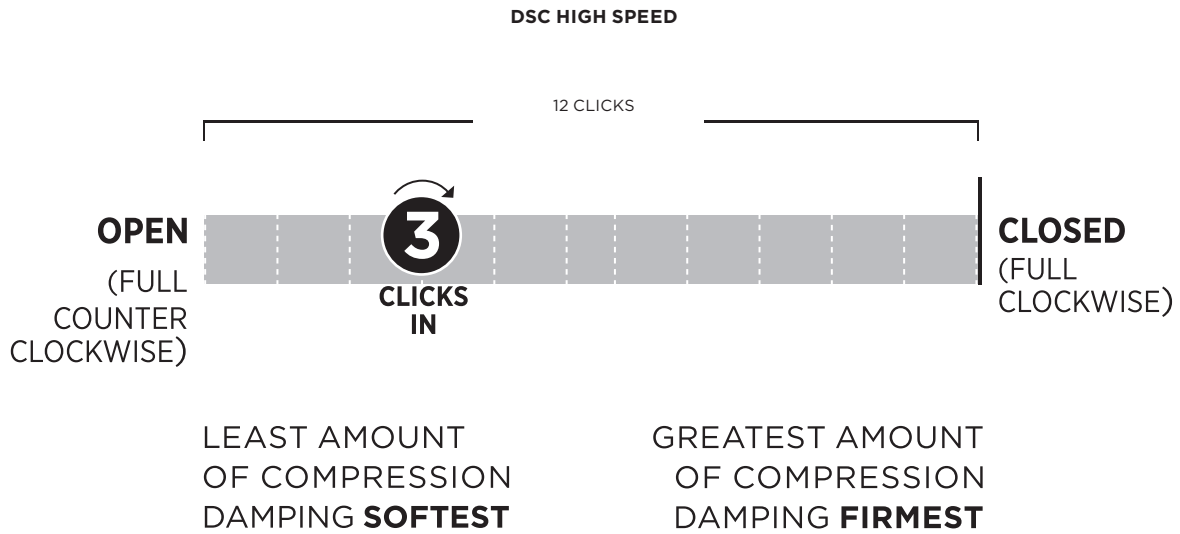 DSC HIGH SPEED
12 CLICKS
OPEN
(FULL
COUNTER
CLOCKWISE)
3
CLICKS
IN
CLOSED
(FULL
CLOCKWISE)
LEAST AMOUNT
OF COMPRESSION
DAMPING SOFTEST
GREATEST AMOUNT
OF COMPRESSION
DAMPING FIRMEST